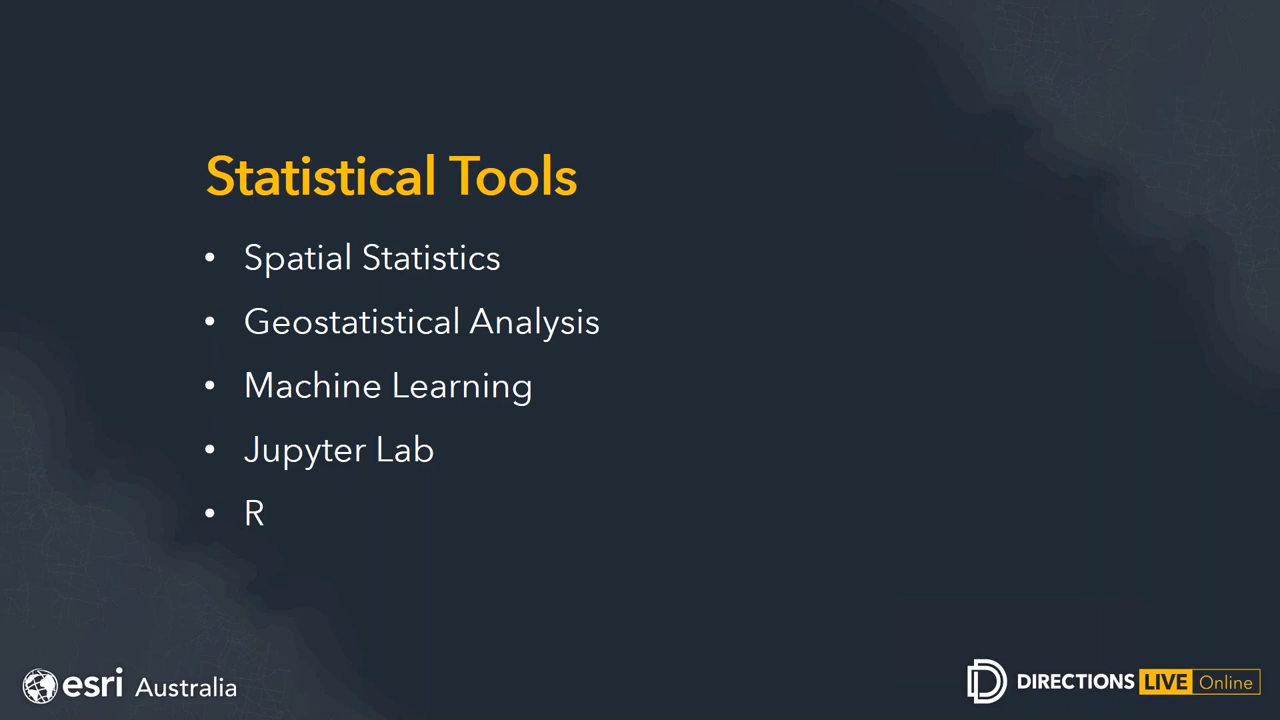 Statistical Tools
• Spatial Statistics
• Geostatistical Analysis
• Machine Learning
• Jupyter Lab
• R
esri Australia
DIRECTIONS LIVE Online